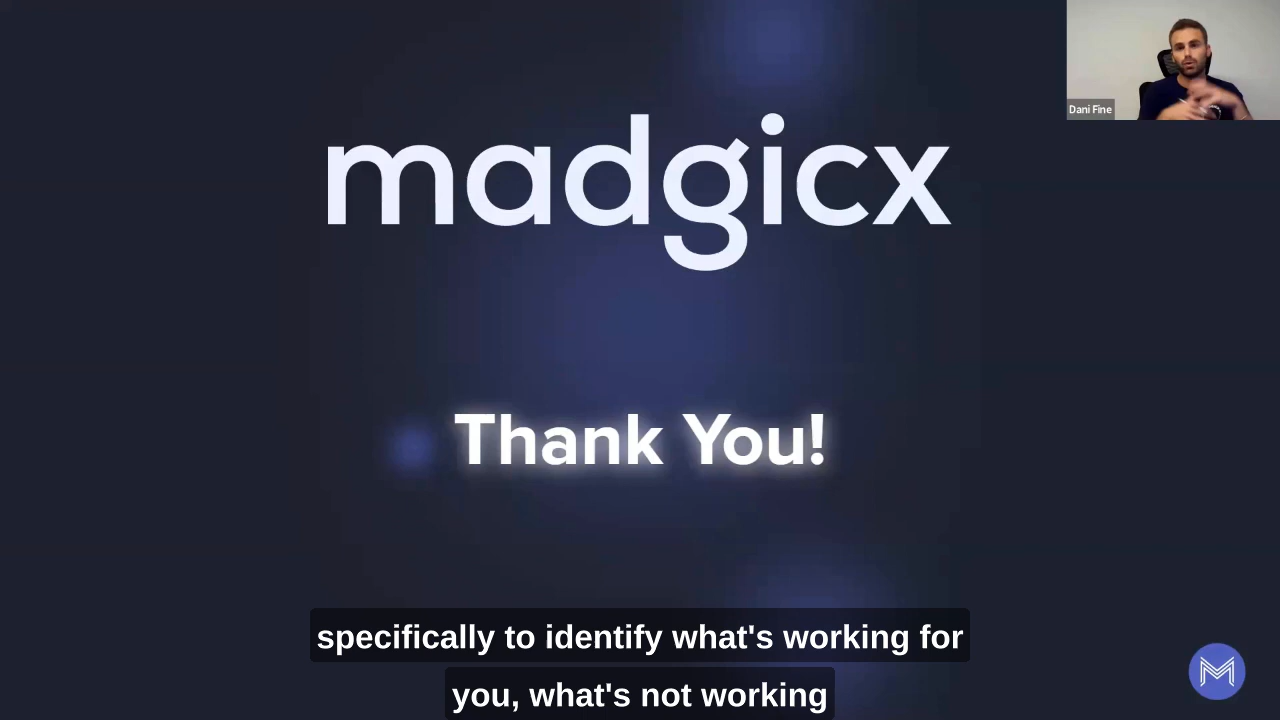 madgicx
Dani Fine
Thank You!
specifically to identify what's working for
you, what's not working
M